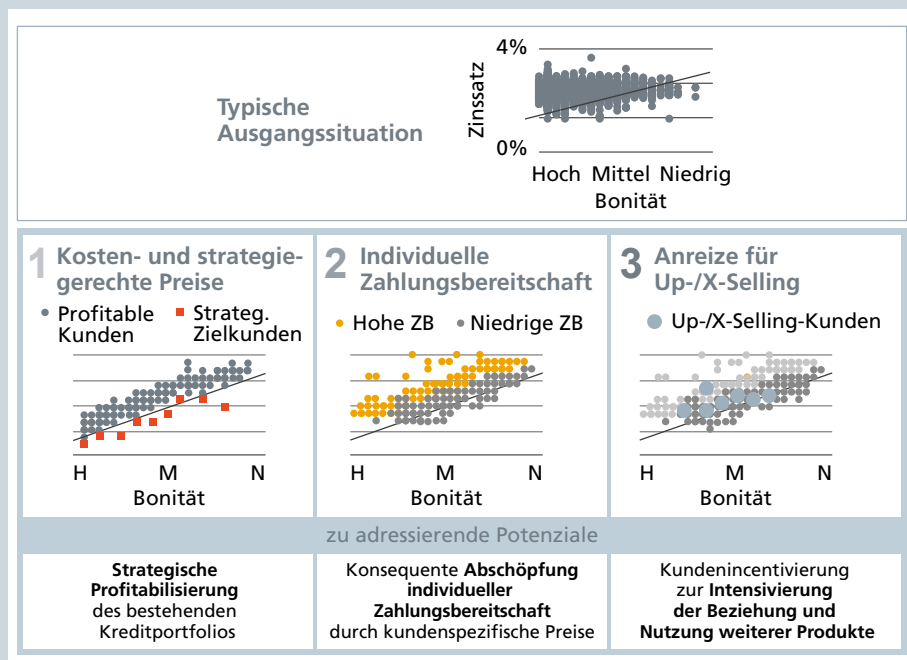 Typische
Ausgangssituation
Zinssatz
4%
0%
Hoch Mittel Niedrig
Bonität
1 Kosten- und strategie-
gerechte Preise
Profitable
Kunden
Strateg.
Zielkunden
H M N
Bonität
2 Individuelle
Zahlungsbereitschaft
Hohe ZB Niedrige ZB
H M N
Bonität
3 Anreize für
Up-/X-Selling
Up-/X-Selling-Kunden
H M N
Bonität
zu adressierende Potenziale
Strategische
Profitabilisierung
des bestehenden
Kreditportfolios
Konsequente Abschöpfung
individueller
Zahlungsbereitschaft
durch kundenspezifische Preise
Kundenincentivierung
zur Intensivierung
der Beziehung und
Nutzung weiterer Produkte